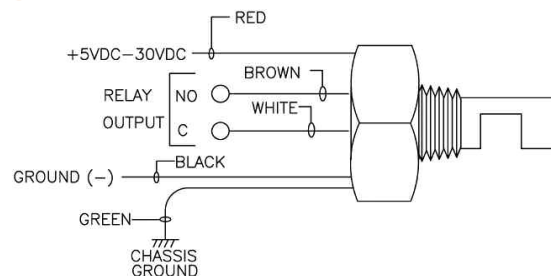 RED
+5VDC-30VDC
BROWN
RELAY
NO
WHITE
OUTPUT
C
BLACK
GROUND (-)
GREEN
CHASSIS
GROUND